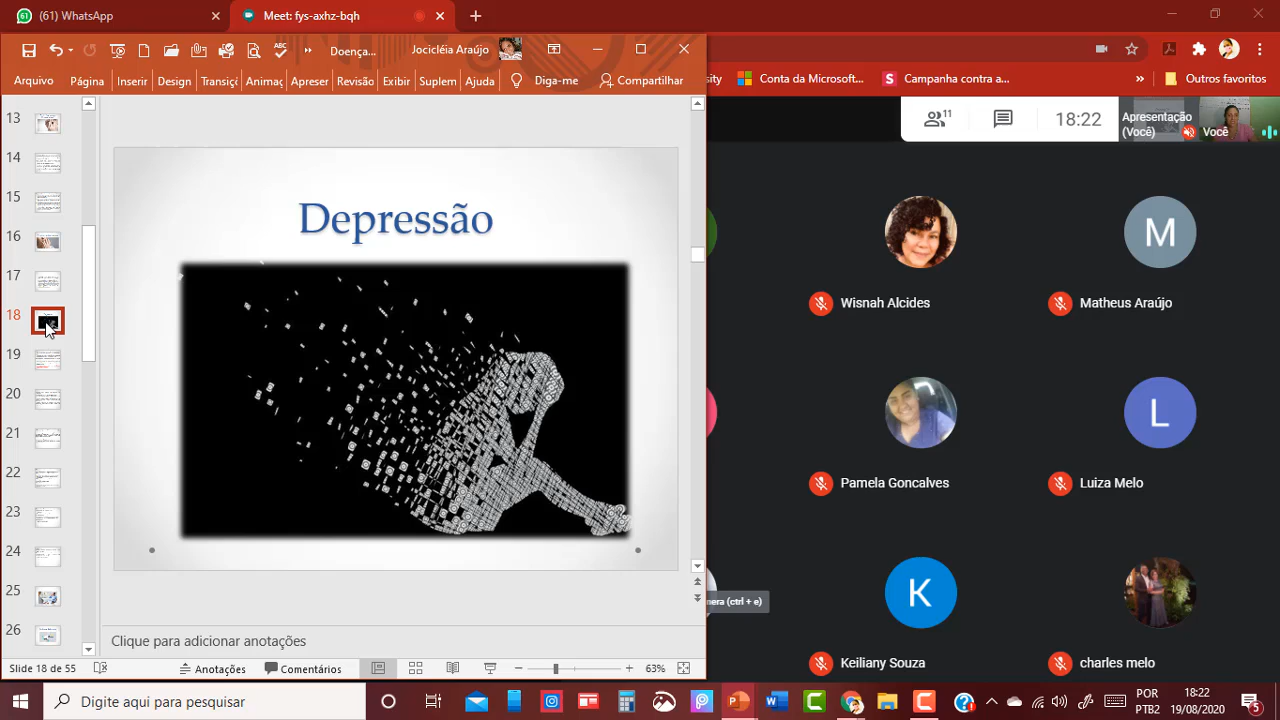 (61) WhatsApp
Meet: fys-axhz-bqh
Doença...
Jocicléia Araújo
Arquivo
Página
Inserir
Design
Transiç
Animaç
Apreser
Revisão
Exibir
Suplem
Ajuda
Diga-me
Compartilhar
Conta da Microsoft...
S
Campanha contra a...
»
Outros favoritos
11
18:22
Apresentação
(Você)
Você
13
14
15
16
17
18
19
20
21
22
23
24
25
26
Depressão
Wisnah Alcides
M
Matheus Araújo
Pamela Goncalves
L
Luiza Melo
K
Keiliany Souza
charles melo
nera (ctrl + e)
Clique para adicionar anotações
Slide 18 de 55
Anotações
Comentários
63%
Digite aqui para pesquisar
POR
PTB2
18:22
19/08/2020
5